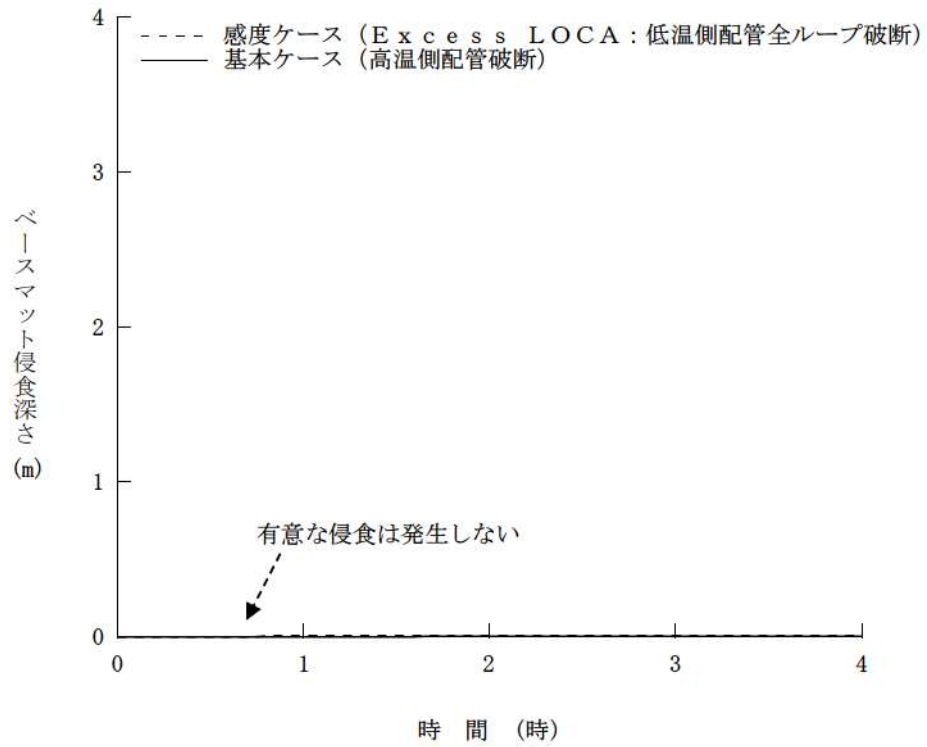 4
感度ケース（Ｅｘｃｅｓｓ ＬＯＣＡ：低温側配管全ループ破断）
基本ケース（高温側配管破断）
3
ベースマット侵食深さ(m)
2
1
有意な侵食は発生しない
0
0 1 2 3 4
時 間 (時)